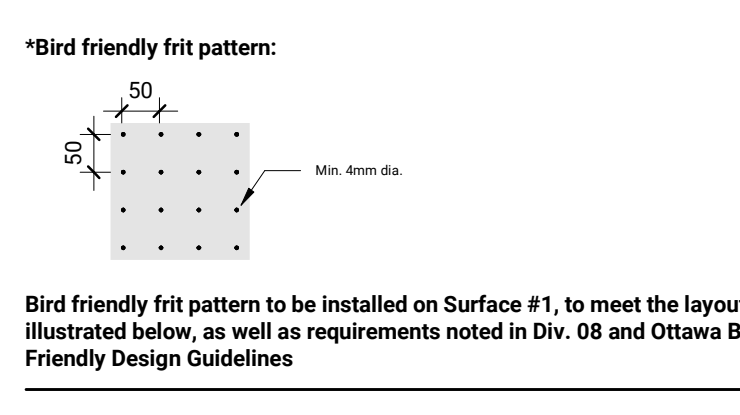 *Bird friendly frit pattern:
50
50
Min. 4mm dia.
Bird friendly frit pattern to be installed on Surface #1, to meet the
illustrated below, as well as requirements noted in Div. 08 and Ottawa
Friendly Design Guidelines